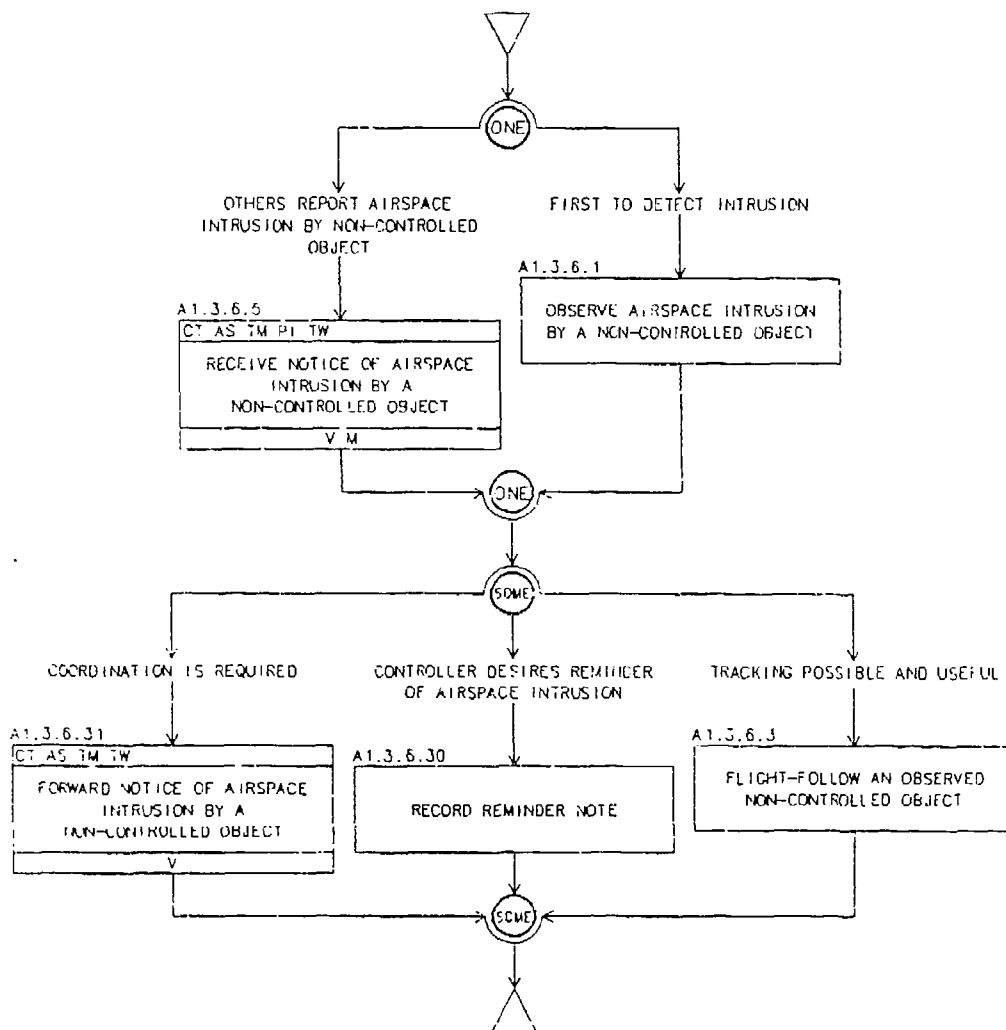 ONE
OTHERS REPORT AIRSPACE
INTRUSION BY NON-CONTROLLED
OBJECT
FIRST TO DETECT INTRUSION
A1.3.6.5
CT AS TM PI TW
RECEIVE NOTICE OF AIRSPACE
INTRUSION BY A
NON-CONTROLLED OBJECT
V M
A1.3.6.1
OBSERVE AIRSPACE INTRUSION
BY A NON-CONTROLLED OBJECT
ONE
SOME
COORDINATION IS REQUIRED
CONTROLLER DESIRES REMINDER
OF AIRSPACE INTRUSION
TRACKING POSSIBLE AND USEFUL
A1.3.6.31
CT AS TM TW
FORWARD NOTICE OF AIRSPACE
INTRUSION BY A
NON-CONTROLLED OBJECT
V
A1.3.6.30
RECORD REMINDER NOTE
A1.3.6.3
FLIGHT-FOLLOW AN OBSERVED
NON-CONTROLLED OBJECT
SOME